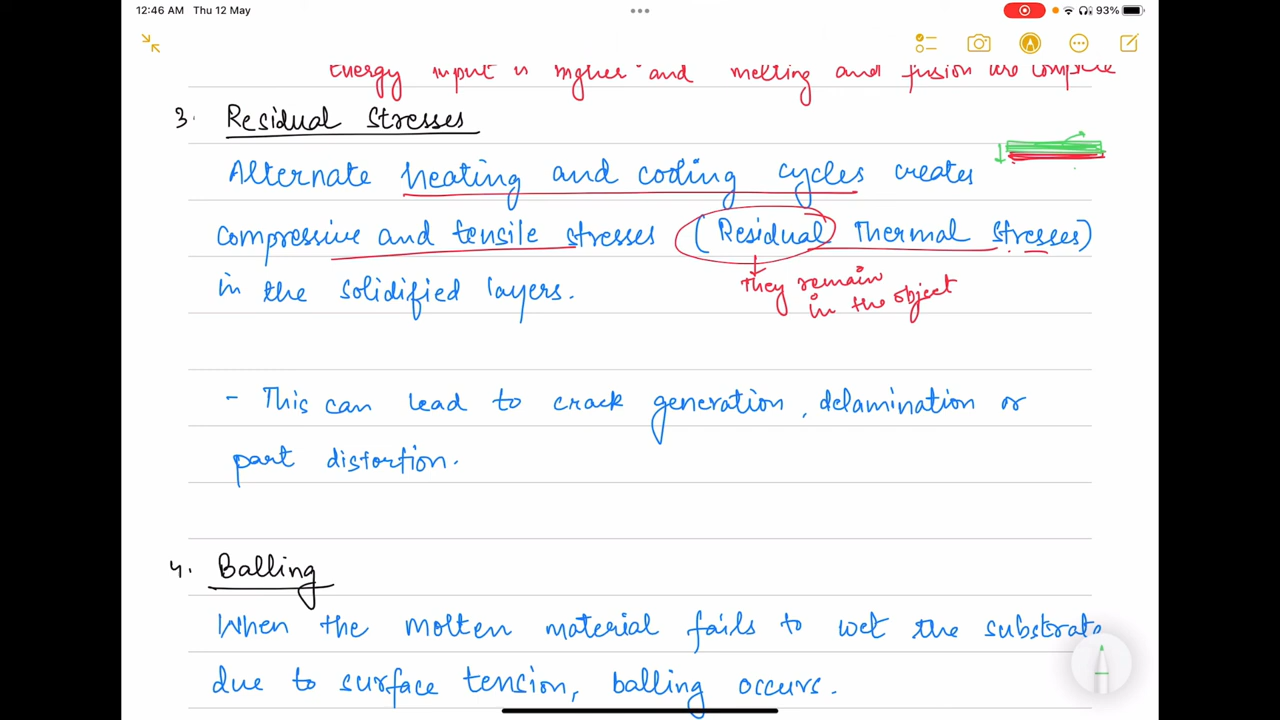 12:46 AM Thu 12 May
93%
Energy input is higher and melting and fusion are complete
3. Residual Stresses
Alternate heating and cooling cycles creates
compressive and tensile stresses (Residual Thermal Stresses)
They remain
in the solidified layers.
in the object
- This can lead to crack generation, delamination or
part distortion.
4. Balling
When the molten material fails to wet the substrate
due to surface tension, balling occurs.